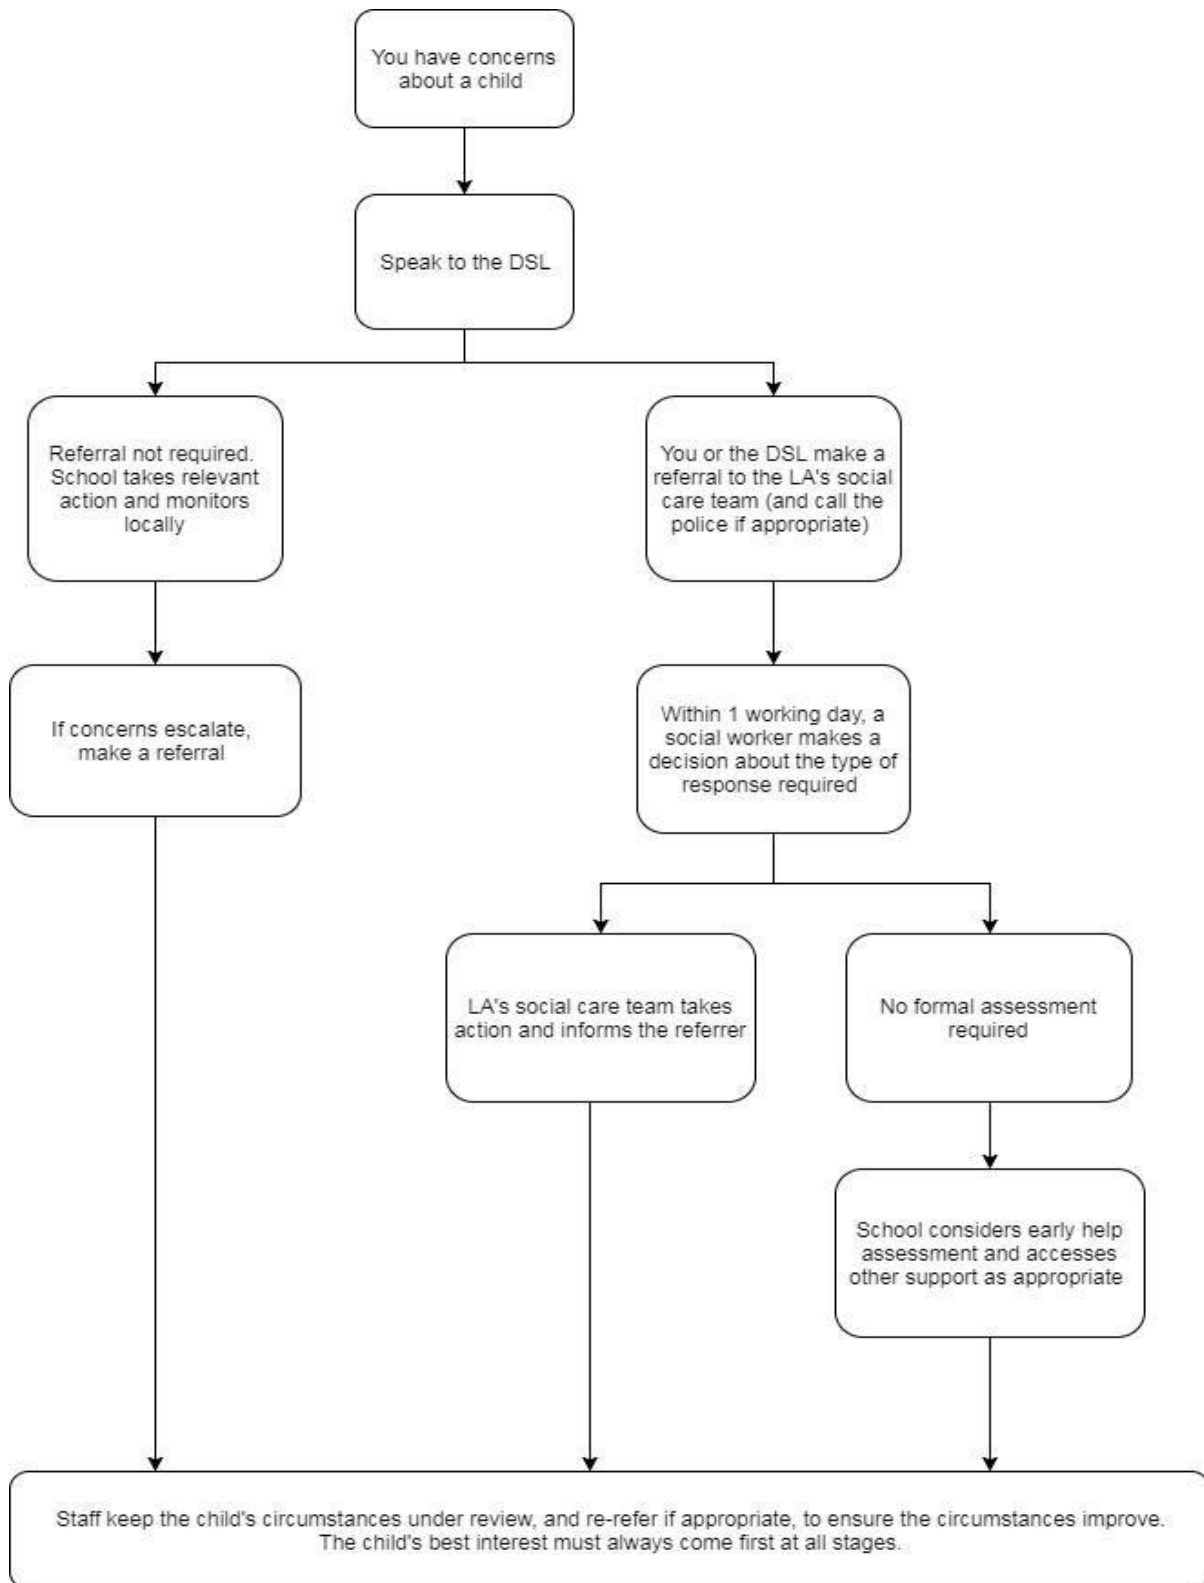 You have concerns
about a child
Speak to the DSL
Referral not required.
School takes relevant
action and monitors
locally
You or the DSL make a
referral to the LA's social
care team (and call the
police if appropriate)
If concerns escalate,
make a referral
Within 1 working day, a
social worker makes a
decision about the type of
response required
LA's social care team takes
action and informs the referrer
No formal assessment
required
School considers early help
assessment and accesses
other support as appropriate
Staff keep the child's circumstances under review, and re-refer if appropriate, to ensure the circumstances improve.
The child's best interest must always come first at all stages.